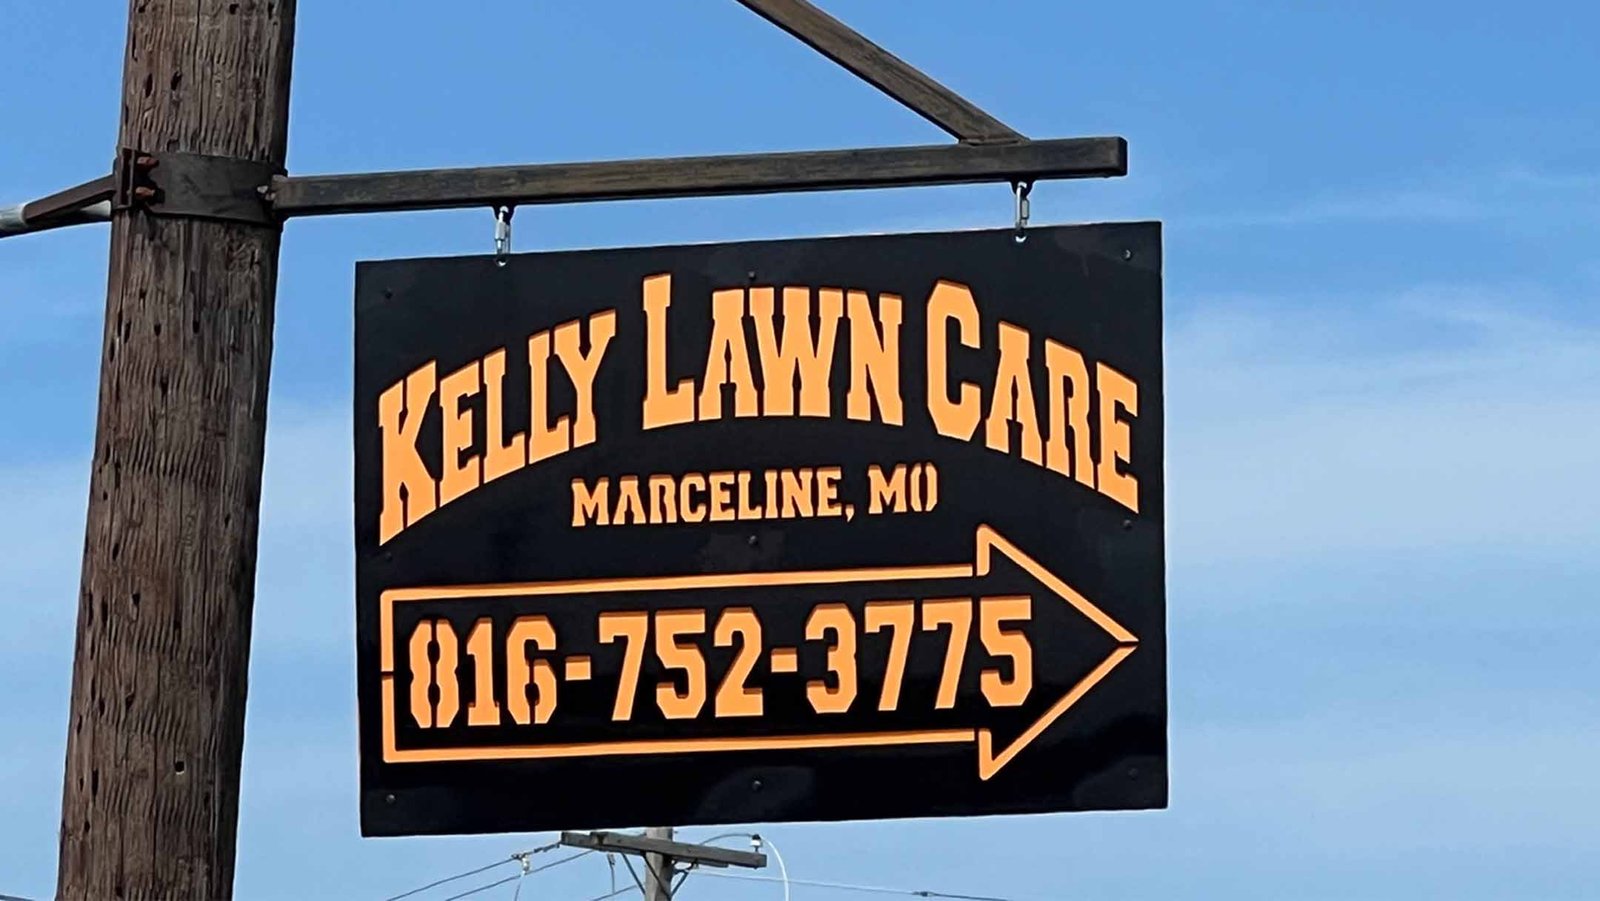 KELLY LAWN CARE
MARCELINE, MO
816-752-3775